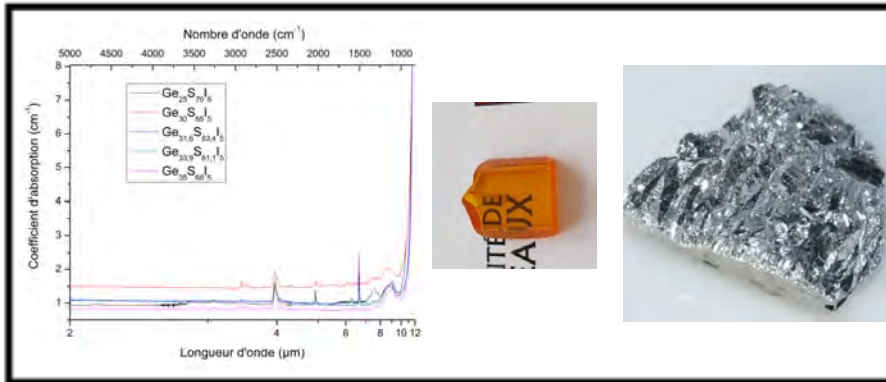 Nombre d'onde (cm⁻¹)
5000 4500 4000 3500 3000 2500 2000 1500 1000
8
7
6
5
4
3
2
1
Coefficient d'absorption (cm⁻¹)
Ge₂₅S₇₀I₅
Ge₃₀S₆₅I₅
Ge₃₁,₆S₆₃,₄I₅
Ge₃₃,₉S₆₁,₁I₅
Ge₃₅S₆₀I₅
2 4 6 8 10 12
Longueur d'onde (µm)
ITÉ DE
EAUX